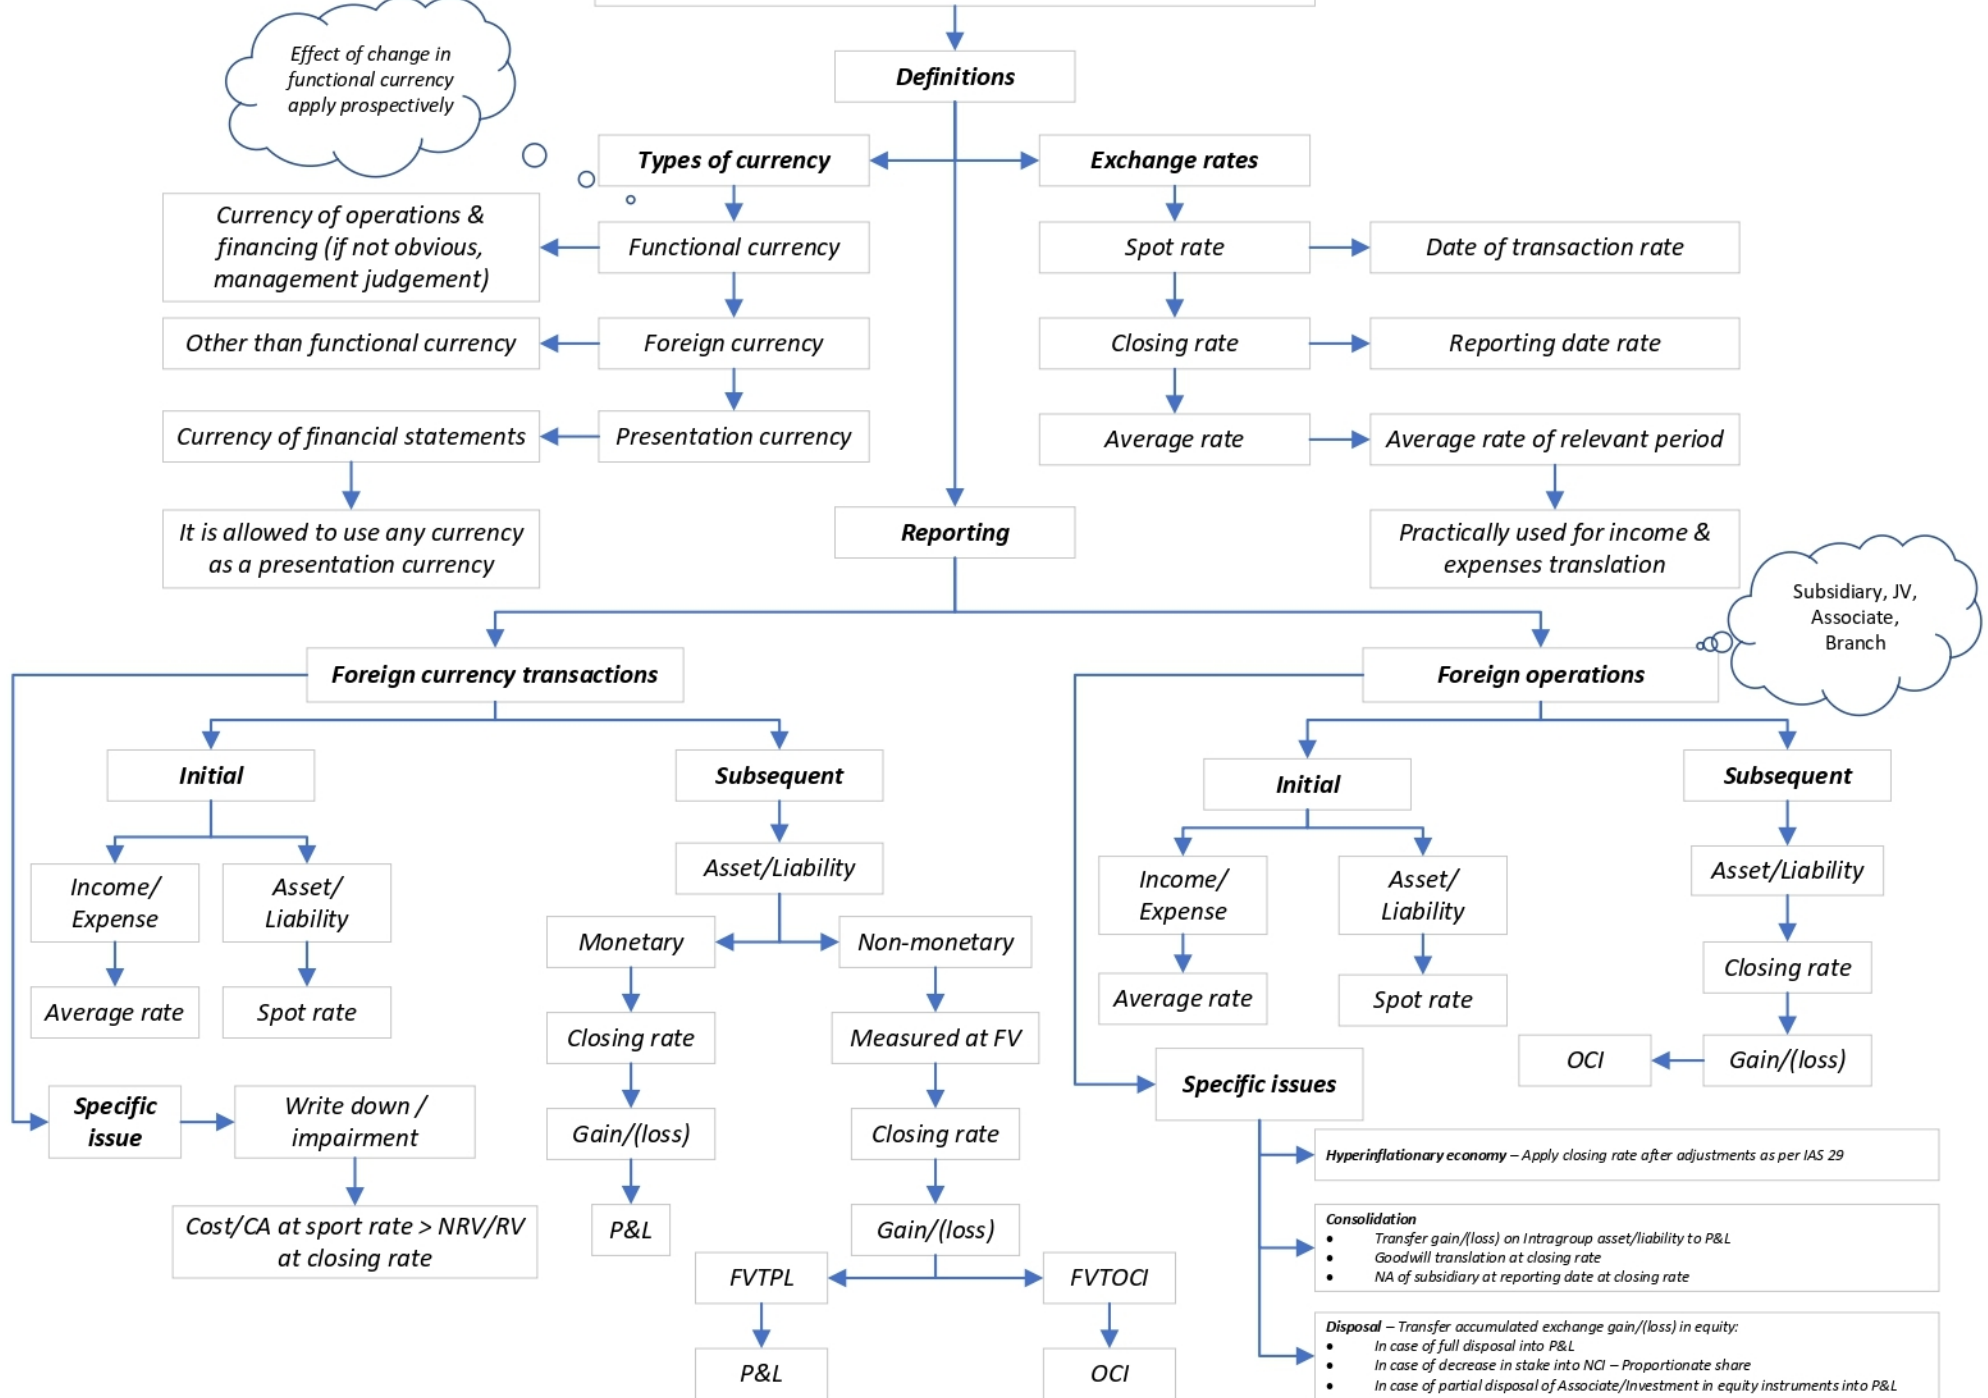 Effect of change in
functional currency
apply prospectively
Definitions
Types of currency
Exchange rates
Currency of operations &
financing (if not obvious,
management judgement)
Functional currency
Spot rate
Date of transaction rate
Other than functional currency
Foreign currency
Closing rate
Reporting date rate
Currency of financial statements
Presentation currency
Average rate
Average rate of relevant period
It is allowed to use any currency
as a presentation currency
Reporting
Practically used for income &
expenses translation
Subsidiary, JV,
Associate,
Branch
Foreign currency transactions
Foreign operations
Initial
Subsequent
Initial
Subsequent
Asset/Liability
Asset/Liability
Income/
Expense
Asset/
Liability
Income/
Expense
Asset/
Liability
Monetary
Non-monetary
Closing rate
Average rate
Spot rate
Average rate
Spot rate
Closing rate
Measured at FV
OCI
Gain/(loss)
Specific issues
Specific
issue
Write down /
impairment
Gain/(loss)
Closing rate
Hyperinflationary economy – Apply closing rate after adjustments as per IAS 29
Cost/CA at sport rate > NRV/RV
at closing rate
P&L
Gain/(loss)
Consolidation
• Transfer gain/(loss) on Intragroup asset/liability to P&L
• Goodwill translation at closing rate
• NA of subsidiary at reporting date at closing rate
FVTPL
FVTOCI
Disposal – Transfer accumulated exchange gain/(loss) in equity:
• In case of full disposal into P&L
• In case of decrease in stake into NCI – Proportionate share
• In case of partial disposal of Associate/Investment in equity instruments into P&L
P&L
OCI